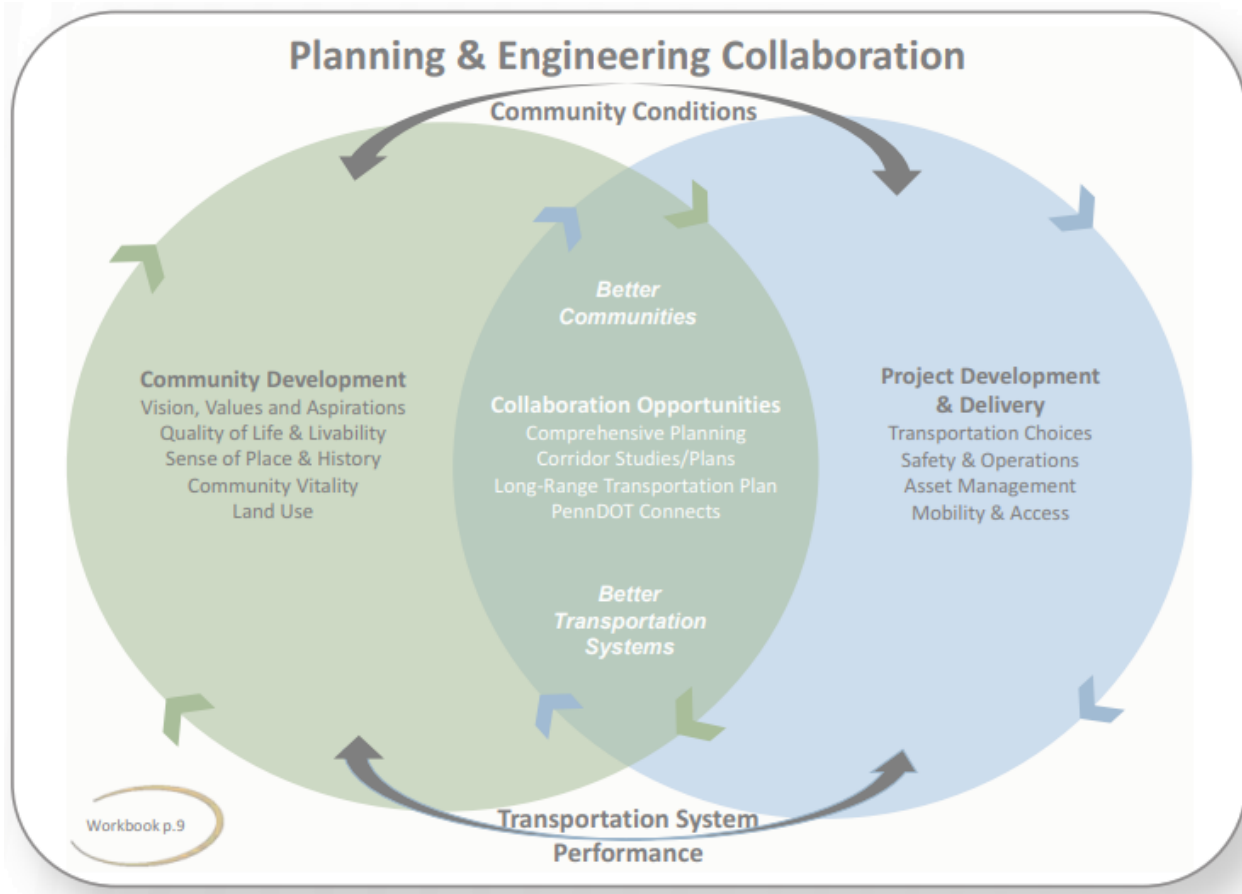 Planning & Engineering Collaboration
Community Conditions
Better
Communities
Community Development
Vision, Values and Aspirations
Quality of Life & Livability
Sense of Place & History
Community Vitality
Land Use
Collaboration Opportunities
Comprehensive Planning
Corridor Studies/Plans
Long-Range Transportation Plan
PennDOT Connects
Project Development
& Delivery
Transportation Choices
Safety & Operations
Asset Management
Mobility & Access
Better
Transportation
Systems
Transportation System
Performance
Workbook p.9